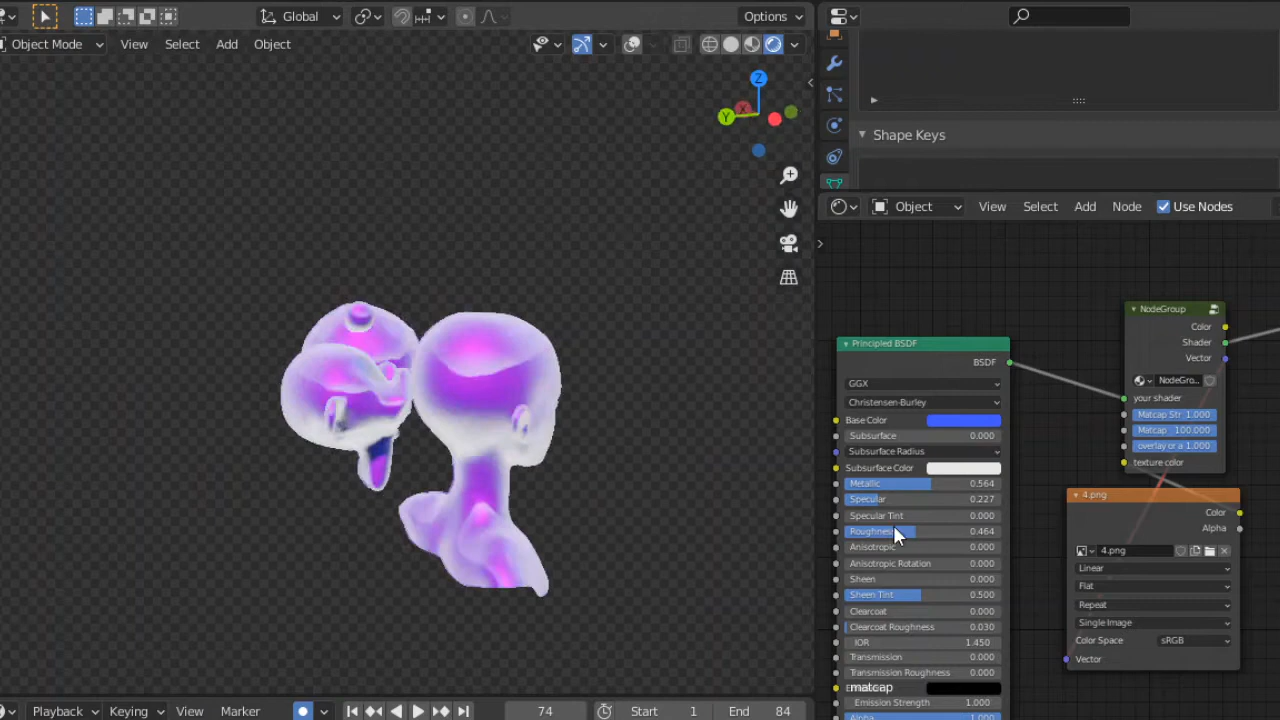 Global
Options
Object Mode View Select Add Object
Z
X
Y
Shape Keys
Object View Select Add Node Use Nodes
NodeGroup
Color
Shader
Vector
NodeGro...
your shader
Matcap Str 1.000
Matcap 100.000
overlay or a 1.000
texture color
Principled BSDF
BSDF
GGX
Christensen-Burley
Base Color
Subsurface 0.000
Subsurface Radius
Subsurface Color
Metallic 0.564
Specular 0.227
Specular Tint 0.000
Roughness 0.464
Anisotropic 0.000
Anisotropic Rotation 0.000
Sheen 0.000
Sheen Tint 0.500
Clearcoat 0.000
Clearcoat Roughness 0.030
IOR 1.450
Transmission 0.000
Transmission Roughness 0.000
matcap
Emission Strength 1.000
Alpha 1.000
4.png
Color
Alpha
4.png
Linear
Flat
Repeat
Single Image
Color Space sRGB
Vector
Playback Keying View Marker 74 Start 1 End 84